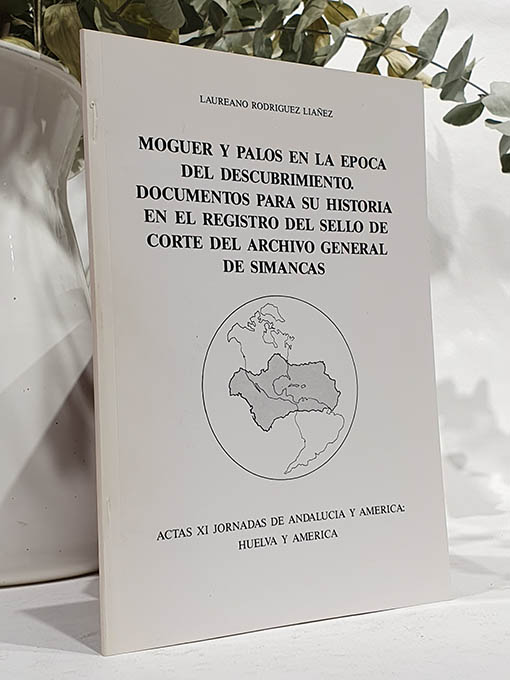 LAUREANO RODRIGUEZ LIAÑEZ
MOGUER Y PALOS EN LA EPOCA
DEL DESCUBRIMIENTO.
DOCUMENTOS PARA SU HISTORIA
EN EL REGISTRO DEL SELLO DE
CORTE DEL ARCHIVO GENERAL
DE SIMANCAS
ACTAS XI JORNADAS DE ANDALUCIA Y AMERICA:
HUELVA Y AMERICA